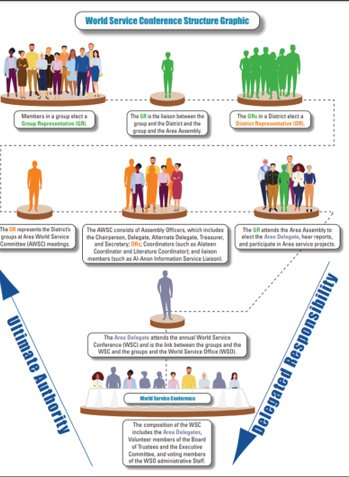 World Service Conference Structure Graphic
Members in a group elect a
Group Representative (GR).
The GR is the liaison between the
group and the District and the
group and the Area Assembly.
The GRs in a District elect a
District Representative (DR).
The DR represents the District's
groups at Area World Service
Committee (AWSC) meetings.
The AWSC consists of Assembly Officers, which includes
the Chairperson, Delegate, Alternate Delegate, Treasurer,
and Secretary; DRs; Coordinators (such as Alateen
Coordinator and Literature Coordinator); and liaison
members (such as Al-Anon Information Service Liaison).
The GR attends the Area Assembly to
elect the Area Delegate, hear reports,
and participate in Area service projects.
The Area Delegate attends the annual World Service
Conference (WSC) and is the link between the groups and the
WSC and the groups and the World Service Office (WSO).
World Service Conference
The composition of the WSC
includes the Area Delegates,
Volunteer members of the Board
of Trustees and the Executive
Committee, and voting members
of the WSO administrative Staff.
Ultimate Authority
Delegated Responsibility